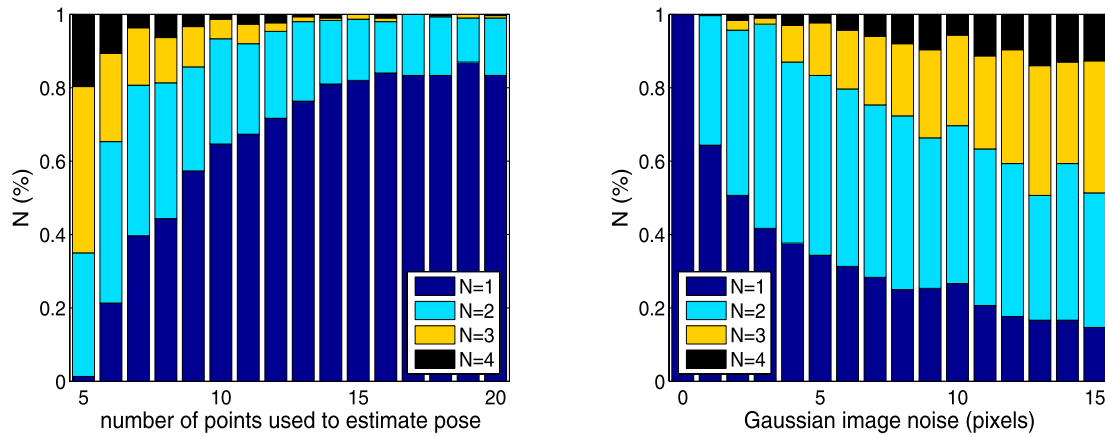 N (%)
1
0.8
0.6
0.4
0.2
0
5
10
15
20
number of points used to estimate pose
N=1
N=2
N=3
N=4
N (%)
1
0.8
0.6
0.4
0.2
0
0
5
10
15
Gaussian image noise (pixels)
N=1
N=2
N=3
N=4